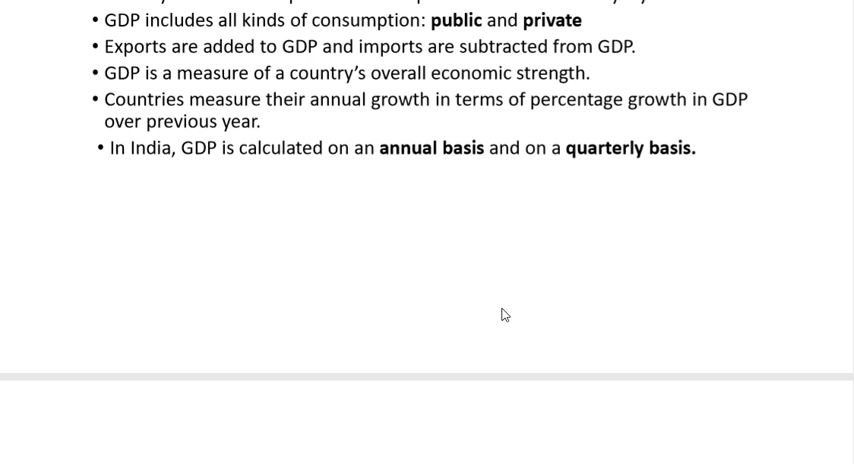 • GDP includes all kinds of consumption: public and private
• Exports are added to GDP and imports are subtracted from GDP.
• GDP is a measure of a country's overall economic strength.
• Countries measure their annual growth in terms of percentage growth in GDP
over previous year.
• In India, GDP is calculated on an annual basis and on a quarterly basis.